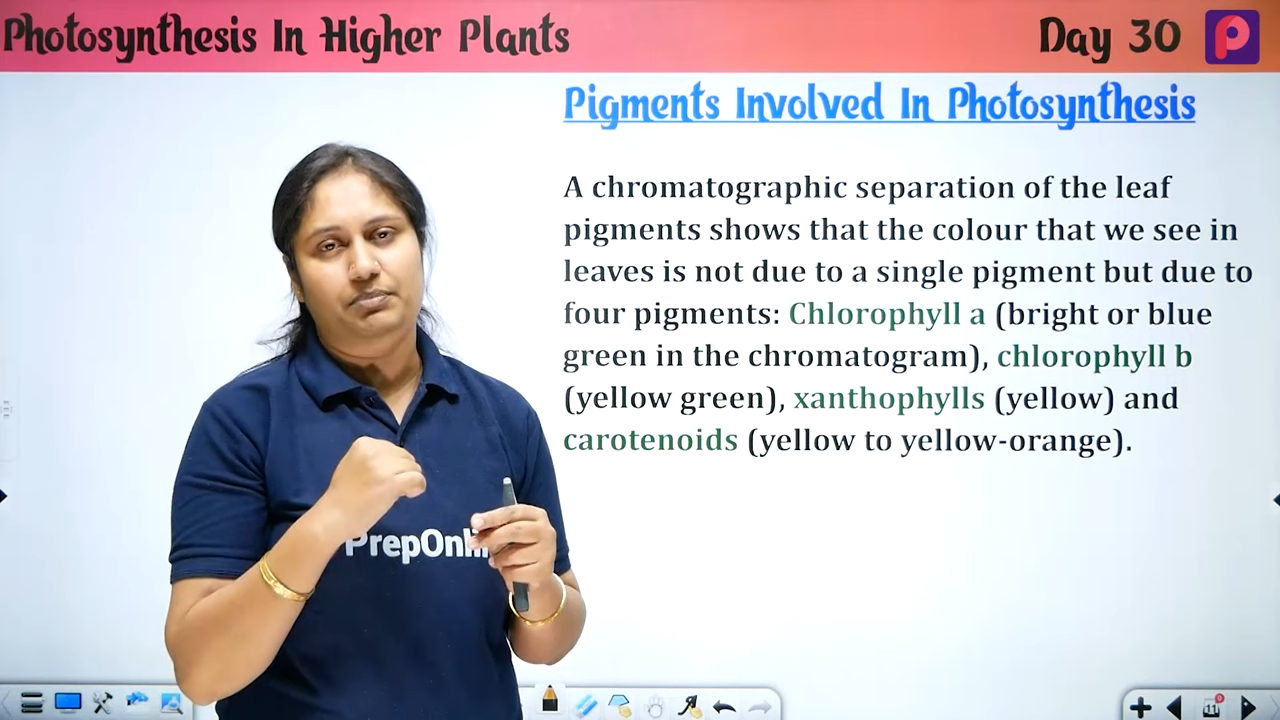 Photosynthesis In Higher Plants
Day 30
Pigments Involved In Photosynthesis
A chromatographic separation of the leaf
pigments shows that the colour that we see in
leaves is not due to a single pigment but due to
four pigments: Chlorophyll a (bright or blue
green in the chromatogram), chlorophyll b
(yellow green), xanthophylls (yellow) and
carotenoids (yellow to yellow-orange).
11